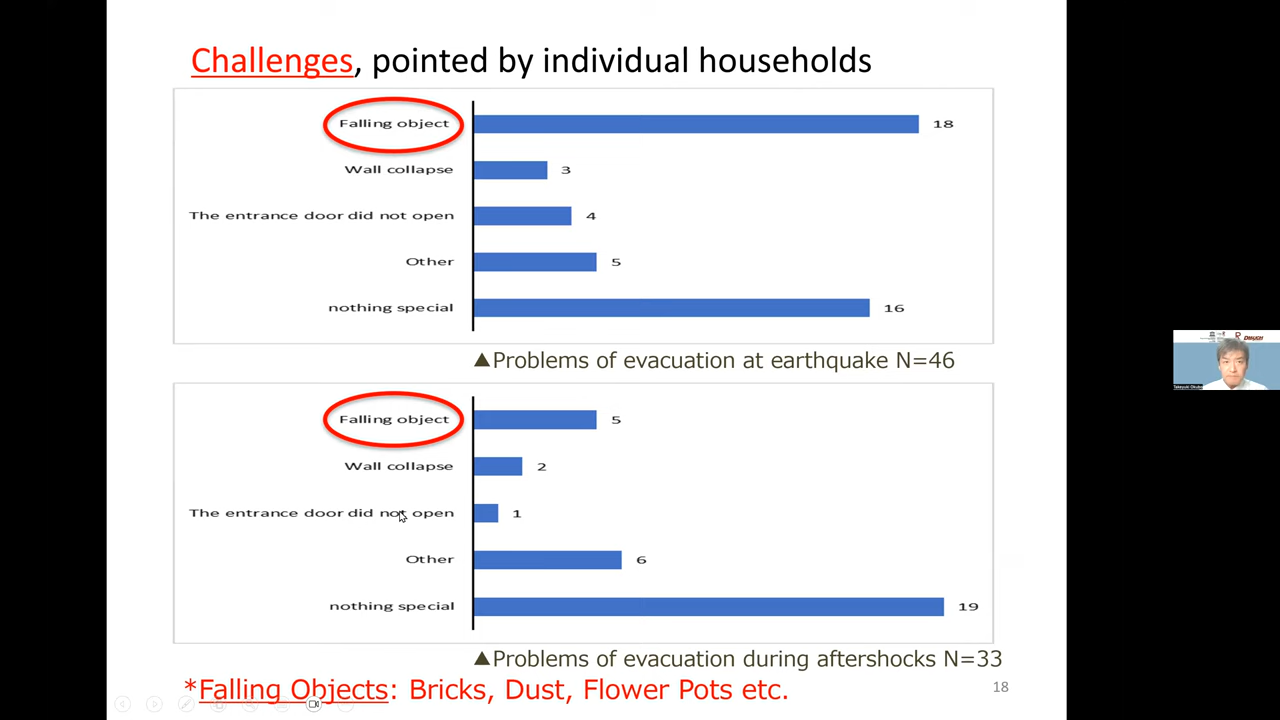 Challenges, pointed by individual households
Falling object 18
Wall collapse 3
The entrance door did not open 4
Other 5
nothing special 16
▲Problems of evacuation at earthquake N=46
Falling object 5
Wall collapse 2
The entrance door did not open 1
Other 6
nothing special 19
▲Problems of evacuation during aftershocks N=33
*Falling Objects: Bricks, Dust, Flower Pots etc.
18